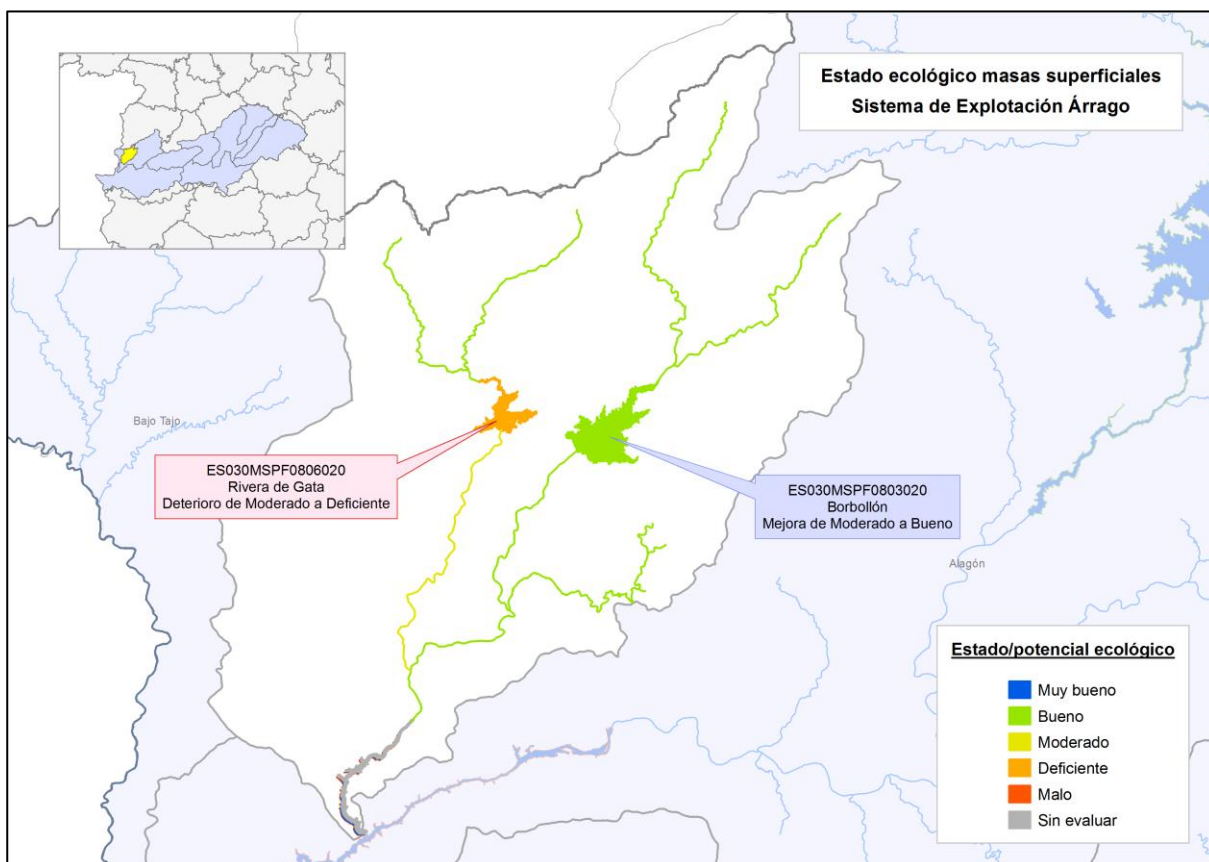 Estado ecológico masas superficiales
Sistema de Explotación Árrago
Bajo Tajo
ES030MSPF0806020
Rivera de Gata
Deterioro de Moderado a Deficiente
ES030MSPF0803020
Borbollón
Mejora de Moderado a Bueno
Alagón
Estado/potencial ecológico
Muy bueno
Bueno
Moderado
Deficiente
Malo
Sin evaluar